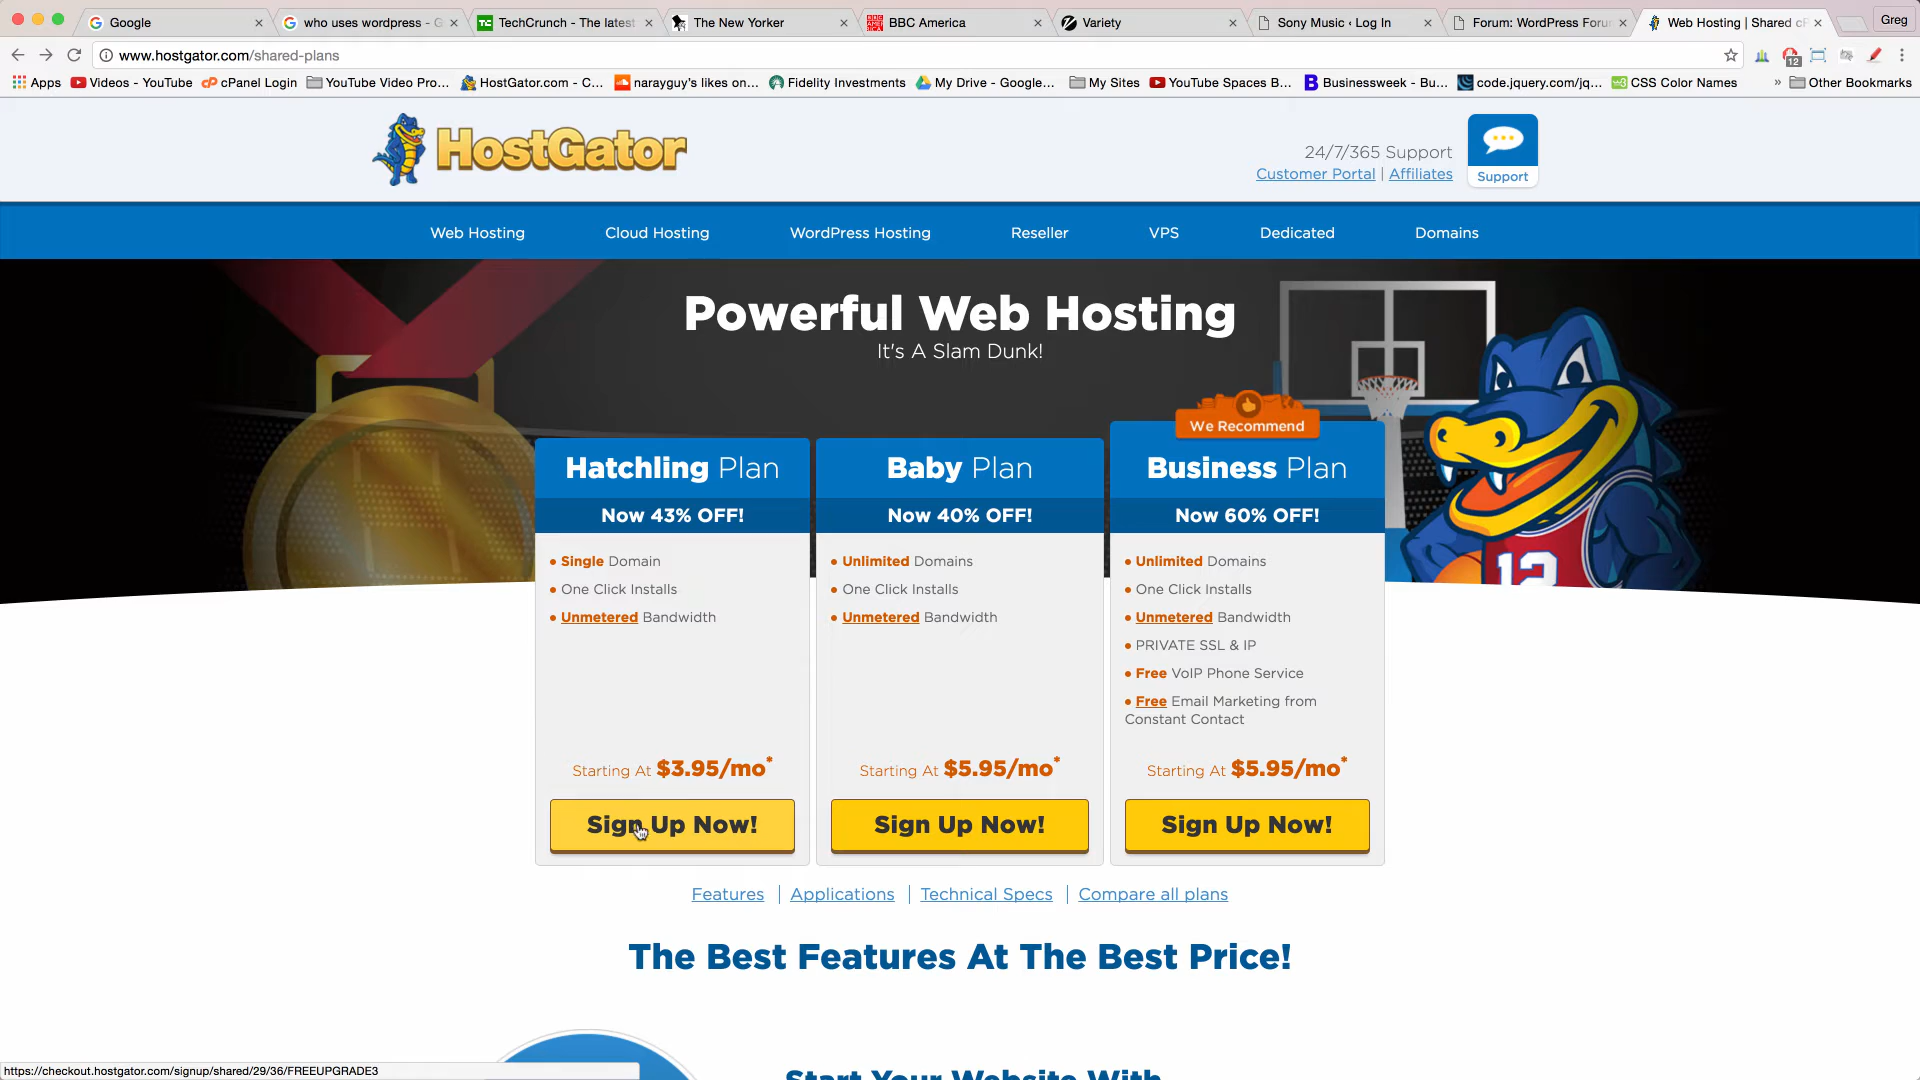 Google
who uses wordpress - G
TechCrunch - The latest
The New Yorker
BBC America
Variety
Sony Music ‹ Log In
Forum: WordPress Foru
Web Hosting | Shared cP
Greg
www.hostgator.com/shared-plans
12
Apps
Videos - YouTube
cPanel Login
YouTube Video Pro...
HostGator.com - C...
narayguy's likes on...
Fidelity Investments
My Drive - Google...
My Sites
YouTube Spaces B...
Businessweek - Bu...
code.jquery.com/jq...
CSS Color Names
»
Other Bookmarks
HostGator
24/7/365 Support
Customer Portal | Affiliates
Support
Web Hosting
Cloud Hosting
WordPress Hosting
Reseller
VPS
Dedicated
Domains
Powerful Web Hosting
It's A Slam Dunk!
12
Hatchling Plan
Now 43% OFF!
• Single Domain
• One Click Installs
• Unmetered Bandwidth
Starting At $3.95/mo*
Sign Up Now!
Baby Plan
Now 40% OFF!
• Unlimited Domains
• One Click Installs
• Unmetered Bandwidth
Starting At $5.95/mo*
Sign Up Now!
We Recommend
Business Plan
Now 60% OFF!
• Unlimited Domains
• One Click Installs
• Unmetered Bandwidth
• PRIVATE SSL & IP
• Free VoIP Phone Service
• Free Email Marketing from
Constant Contact
Starting At $5.95/mo*
Sign Up Now!
Features | Applications | Technical Specs | Compare all plans
The Best Features At The Best Price!
Start Your Website With
https://checkout.hostgator.com/signup/shared/29/36/FREEUPGRADE3